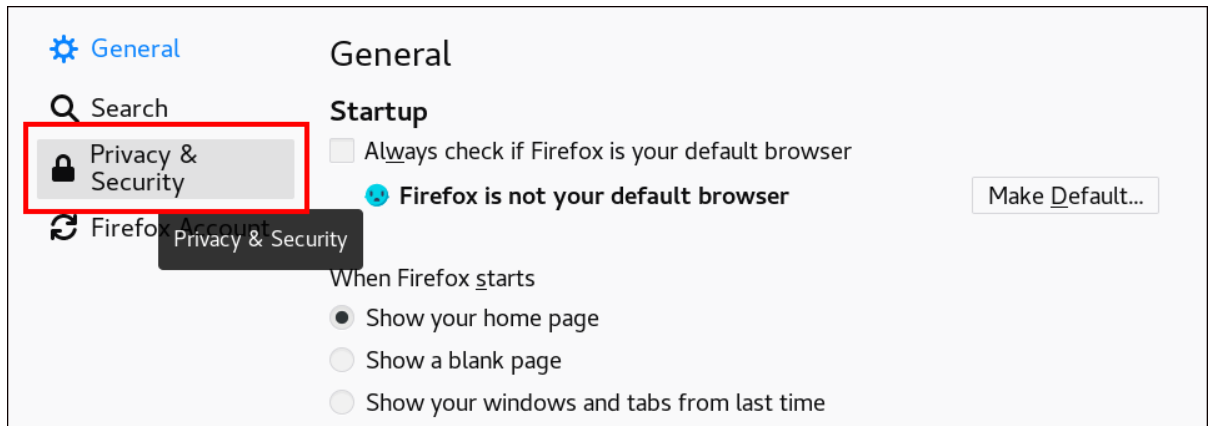 General
Search
Privacy &
Security
Firefox Account
Privacy & Security
General
Startup
Always check if Firefox is your default browser
Firefox is not your default browser
Make Default...
When Firefox starts
Show your home page
Show a blank page
Show your windows and tabs from last time